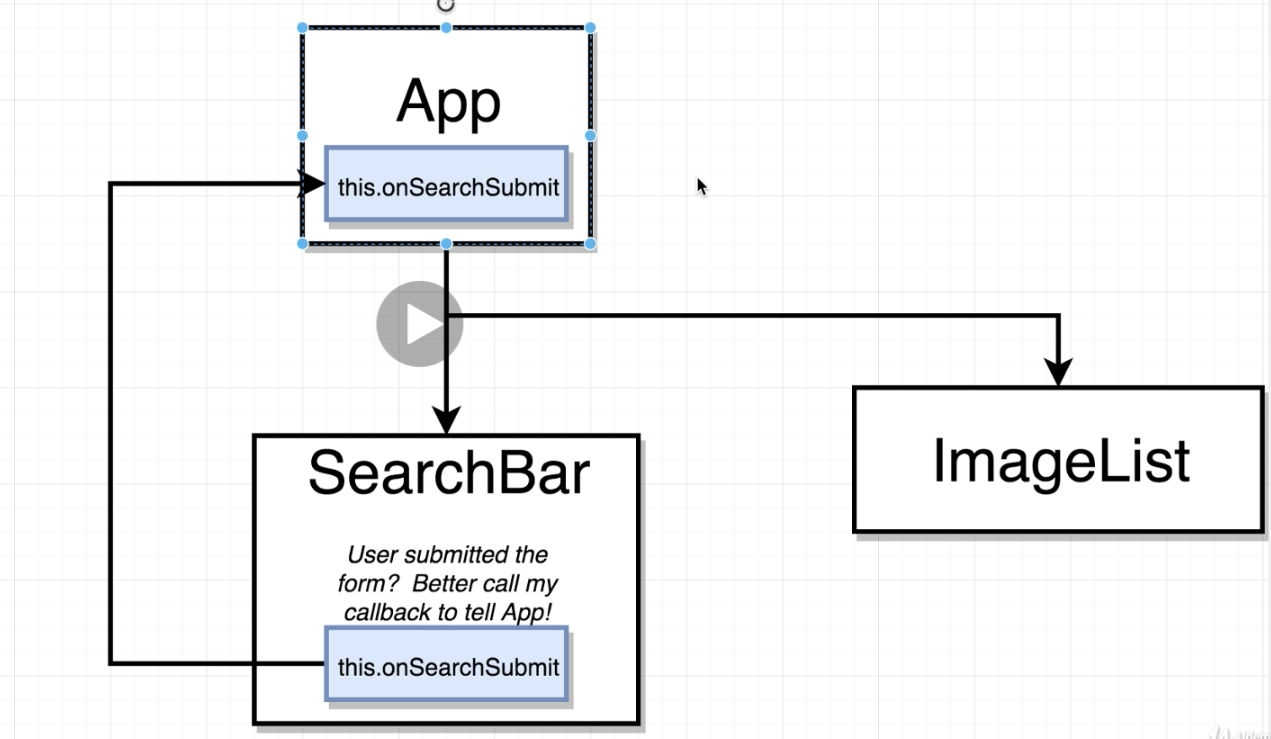 App
this.onSearchSubmit
SearchBar
ImageList
User submitted the
form? Better call my
callback to tell App!
this.onSearchSubmit